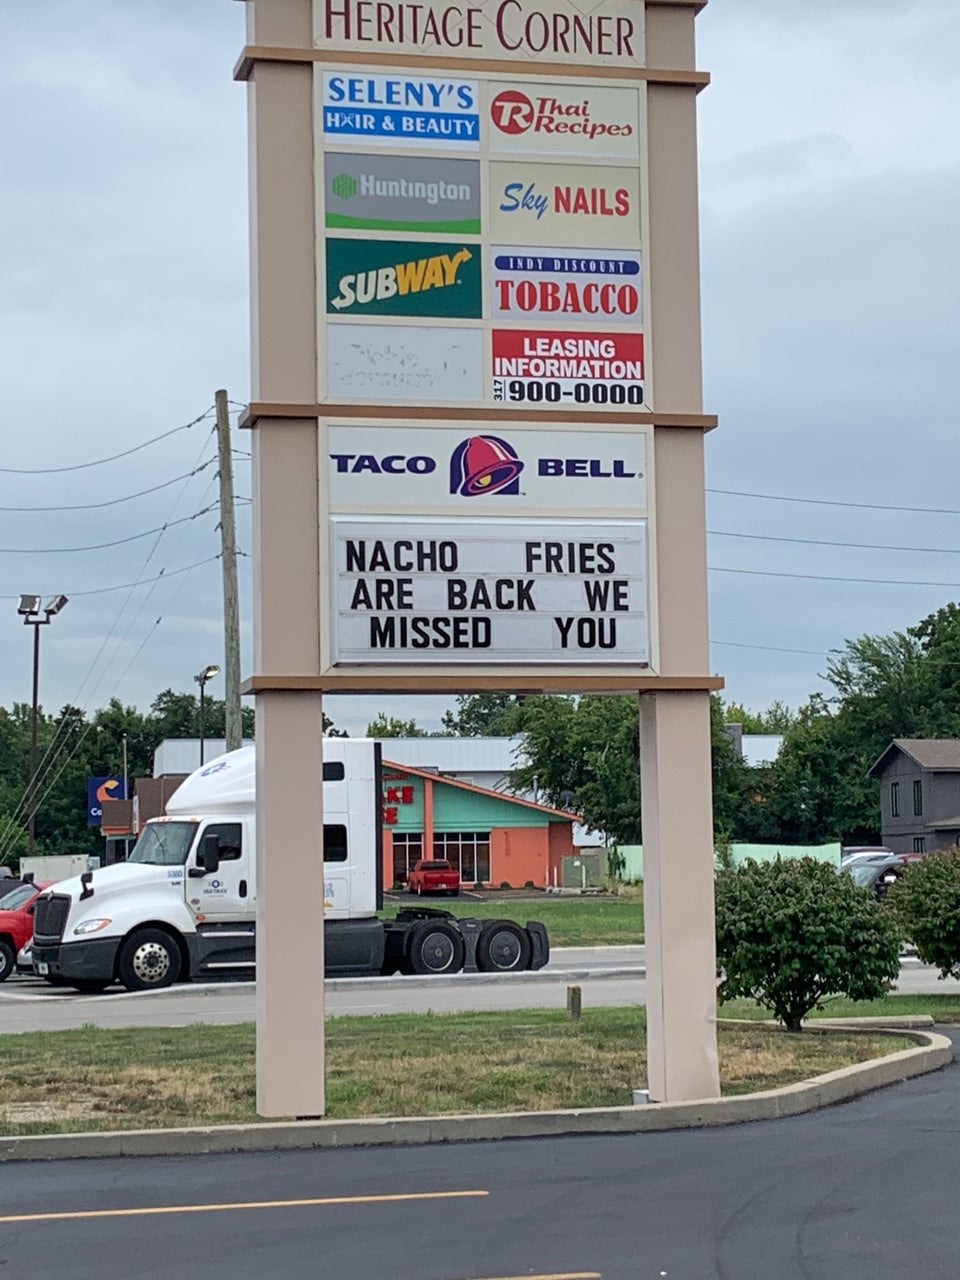 HERITAGE CORNER
SELENY'S
HAIR & BEAUTY
TR Thai
Recipes
Huntington
Sky NAILS
SUBWAY
INDY DISCOUNT
TOBACCO
LEASING
INFORMATION
317 900-0000
TACO BELL
NACHO FRIES
ARE BACK WE
MISSED YOU